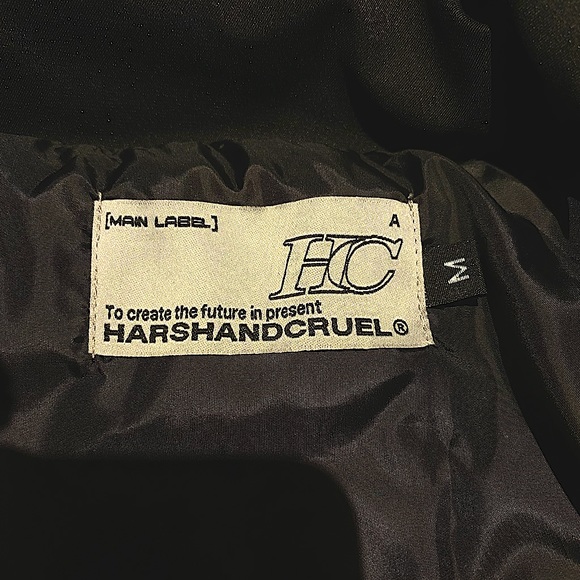 [MAIN LABEL] A
HC
M
To create the future in present
HARSHANDCRUEL®